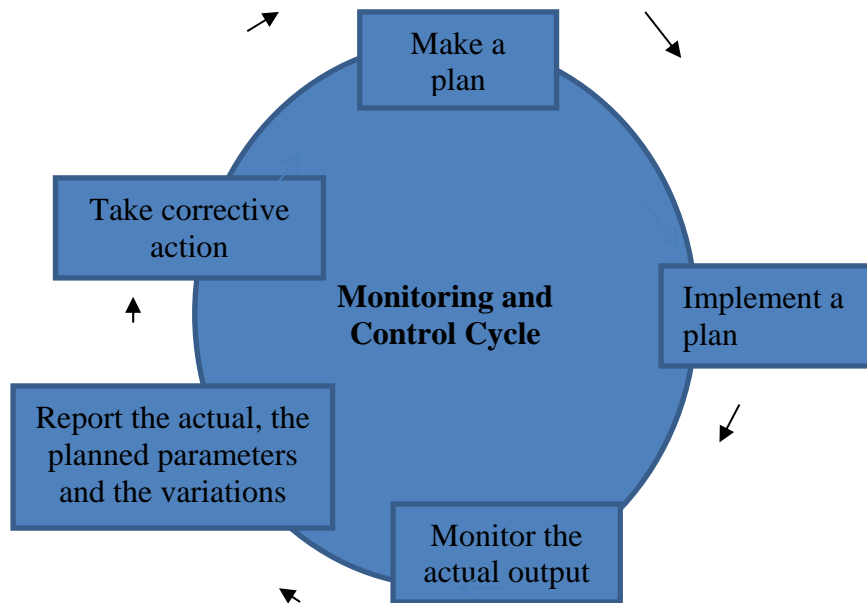 Make a
plan
Implement a
plan
Monitor the
actual output
Report the actual, the
planned parameters
and the variations
Take corrective
action
Monitoring and
Control Cycle